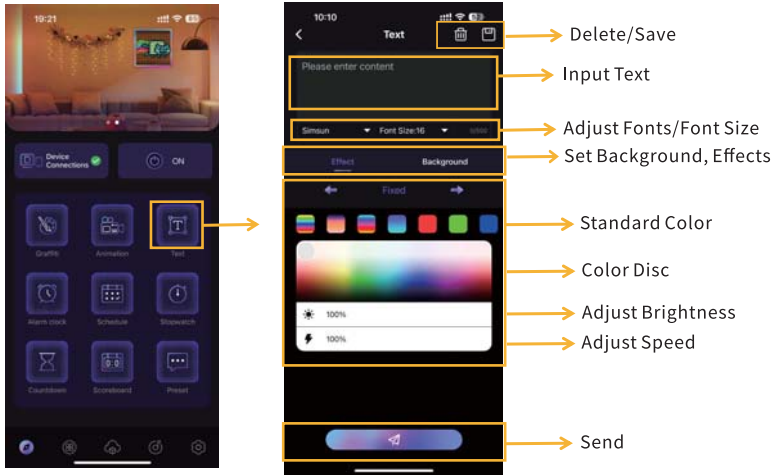 19:21
Device
Connections
ON
Graffiti
Animation
Text
Alarm clock
Schedule
Stopwatch
Countdown
Scoreboard
Preset
10:10
Text
Please enter content
Simsun
Font Size:16
Effect
Background
Fixed
100%
100%
Delete/Save
Input Text
Adjust Fonts/Font Size
Set Background, Effects
Standard Color
Color Disc
Adjust Brightness
Adjust Speed
Send